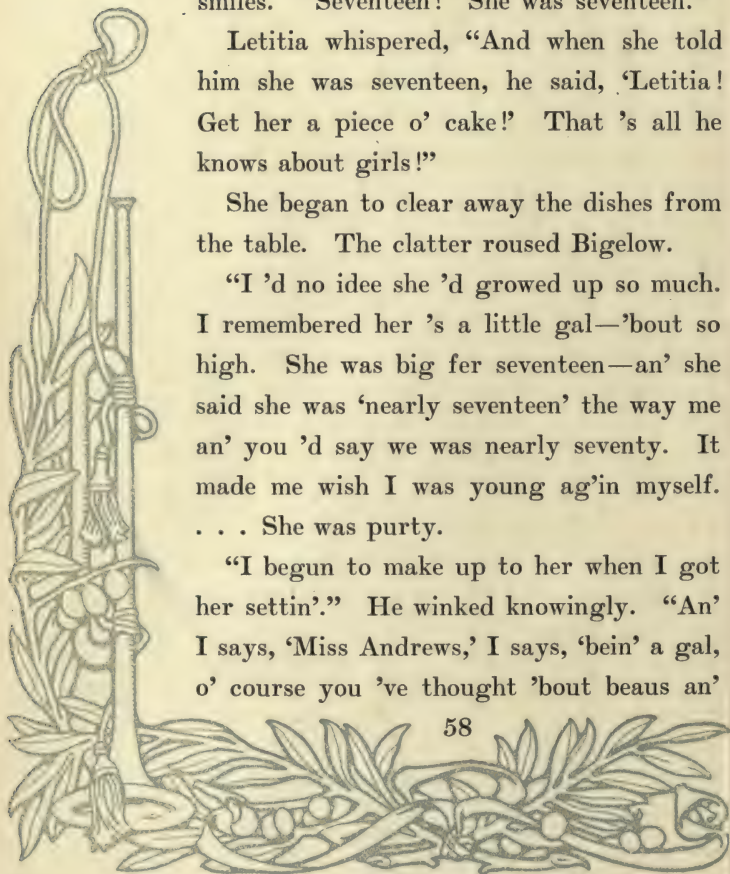 smiles. "Seventeen! She was seventeen."
Letitia whispered, "And when she told
him she was seventeen, he said, 'Letitia!
Get her a piece o' cake!' That 's all he
knows about girls!"
She began to clear away the dishes from
the table. The clatter roused Bigelow.
"I 'd no idee she 'd growed up so much.
I remembered her 's a little gal—'bout so
high. She was big fer seventeen—an' she
said she was 'nearly seventeen' the way me
an' you 'd say we was nearly seventy. It
made me wish I was young ag'in myself.
. . . She was purty.
"I begun to make up to her when I got
her settin'." He winked knowingly. "An'
I says, 'Miss Andrews,' I says, 'bein' a gal,
o' course you 've thought 'bout beaus an'
58